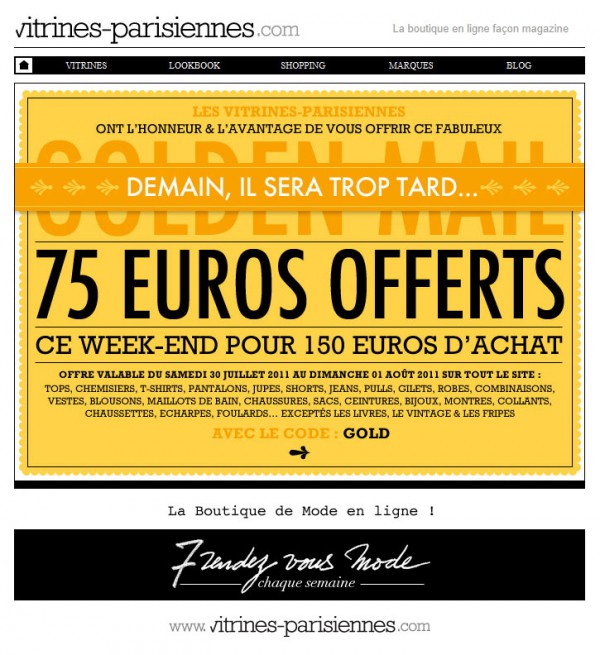 vitrines-parisiennes.com
La boutique en ligne façon magazine
VITRINES LOOKBOOK SHOPPING MARQUES BLOG
LES VITRINES-PARISIENNES
ONT L'HONNEUR & L'AVANTAGE DE VOUS OFFRIR CE FABULEUX
GOLDEN MAIL
DEMAIN, IL SERA TROP TARD...
75 EUROS OFFERTS
CE WEEK-END POUR 150 EUROS D'ACHAT
OFFRE VALABLE DU SAMEDI 30 JUILLET 2011 AU DIMANCHE 01 AOÛT 2011 SUR TOUT LE SITE :
TOPS, CHEMISIERS, T-SHIRTS, PANTALONS, JUPES, SHORTS, JEANS, PULLS, GILETS, ROBES, COMBINAISONS,
VESTES, BLOUSONS, MAILLOTS DE BAIN, CHAUSSURES, SACS, CEINTURES, BIJOUX, MONTRES, COLLANTS,
CHAUSSETTES, ECHARPES, FOULARDS... EXCEPTÉS LES LIVRES, LE VINTAGE & LES FRIPES
AVEC LE CODE : GOLD
La Boutique de Mode en ligne !
7 rendez vous Mode
chaque semaine
www.vitrines-parisiennes.com